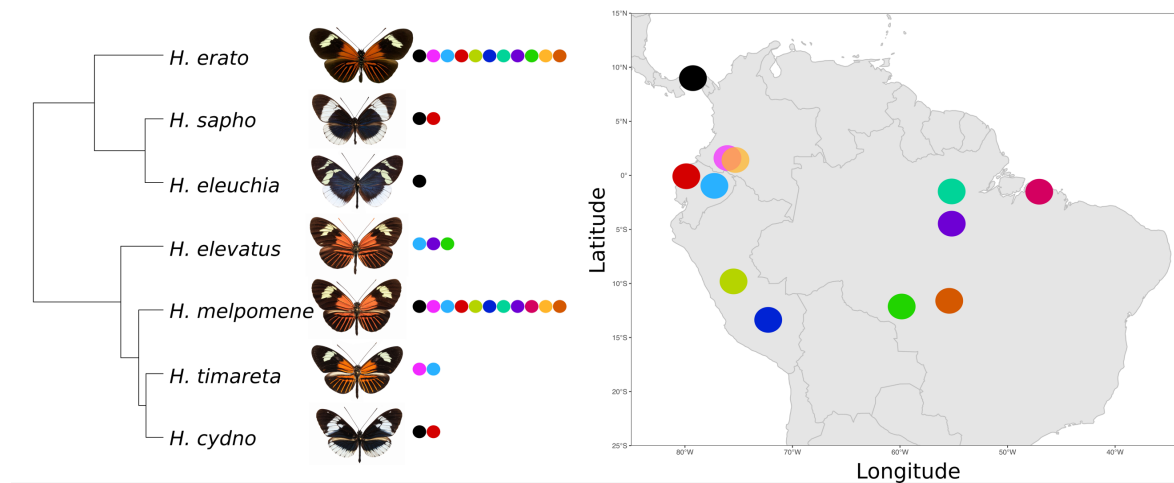 H. erato
H. sapho
H. eleuchia
H. elevatus
H. melpomene
H. timareta
H. cydno
15°N
10°N
5°N
0°
5°S
10°S
15°S
20°S
25°S
Latitude
80°W
70°W
60°W
50°W
40°W
Longitude